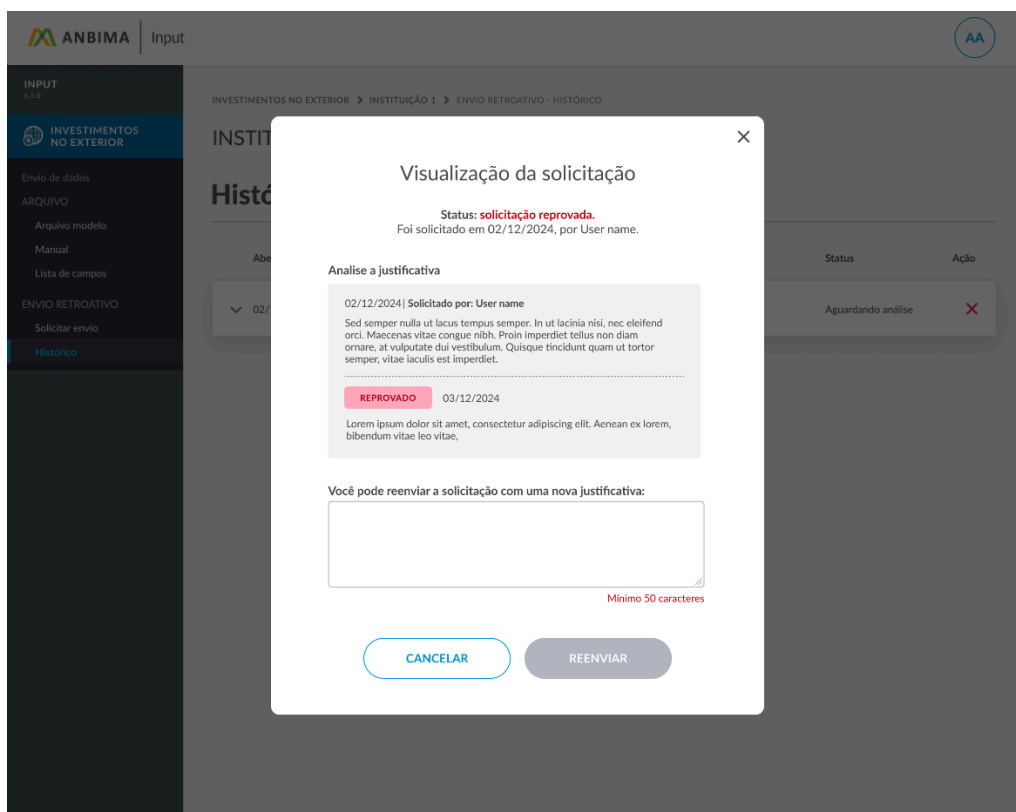 ANBIMA
Input
AA
INPUT
v.1.0
INVESTIMENTOS
NO EXTERIOR
Envio de dados
ARQUIVO
Arquivo modelo
Manual
Lista de campos
ENVIO RETROATIVO
Solicitar envio
Histórico
INVESTIMENTOS NO EXTERIOR > INSTITUIÇÃO 1 > ENVIO RETROATIVO - HISTÓRICO
INSTIT
Histó
Abe
Status
Ação
02/
Aguardando análise
Visualização da solicitação
Status: solicitação reprovada.
Foi solicitado em 02/12/2024, por User name.
Analise a justificativa
02/12/2024| Solicitado por: User name
Sed semper nulla ut lacus tempus semper. In ut lacinia nisi, nec eleifend
orci. Maecenas vitae congue nibh. Proin imperdiet tellus non diam
ornare, at vulputate dui vestibulum. Quisque tincidunt quam ut tortor
semper, vitae iaculis est imperdiet.
REPROVADO 03/12/2024
Lorem ipsum dolor sit amet, consectetur adipiscing elit. Aenean ex lorem,
bibendum vitae leo vitae,
Você pode reenviar a solicitação com uma nova justificativa:
Mínimo 50 caracteres
CANCELAR
REENVIAR